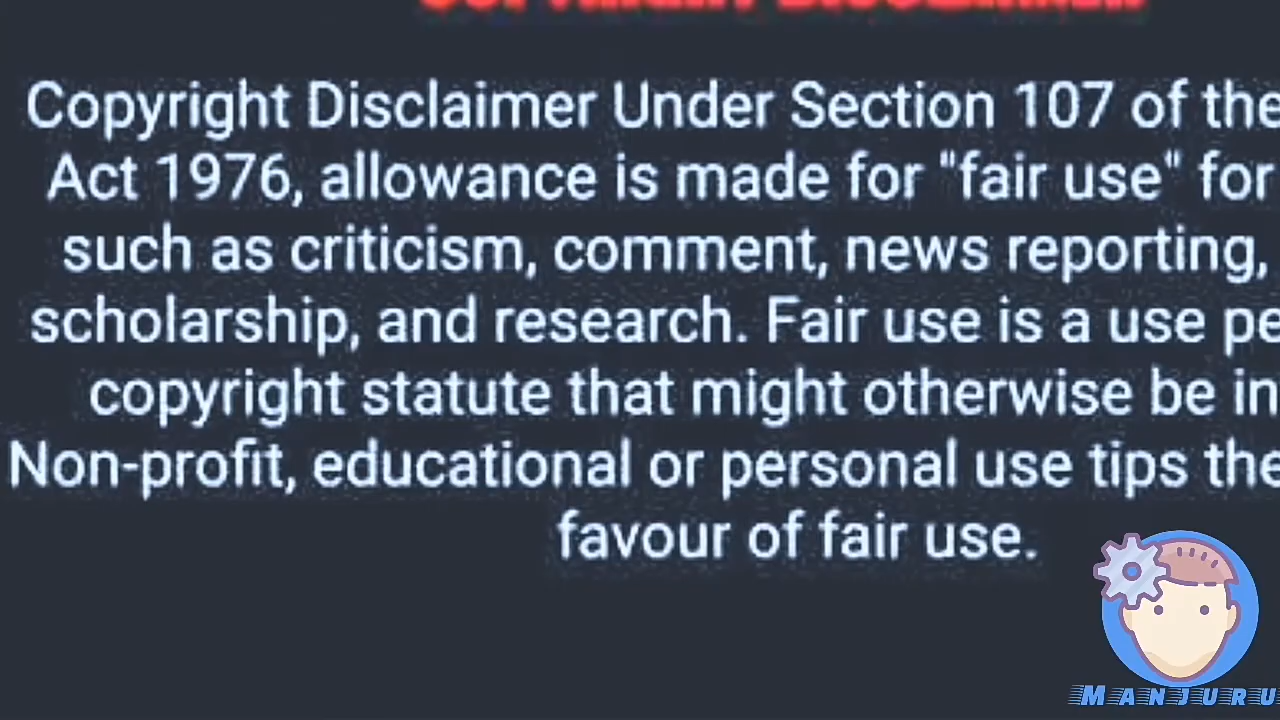 Copyright Disclaimer Under Section 107 of the
Act 1976, allowance is made for "fair use" for
such as criticism, comment, news reporting,
scholarship, and research. Fair use is a use pe
copyright statute that might otherwise be in
Non-profit, educational or personal use tips the
favour of fair use.
MANJURU